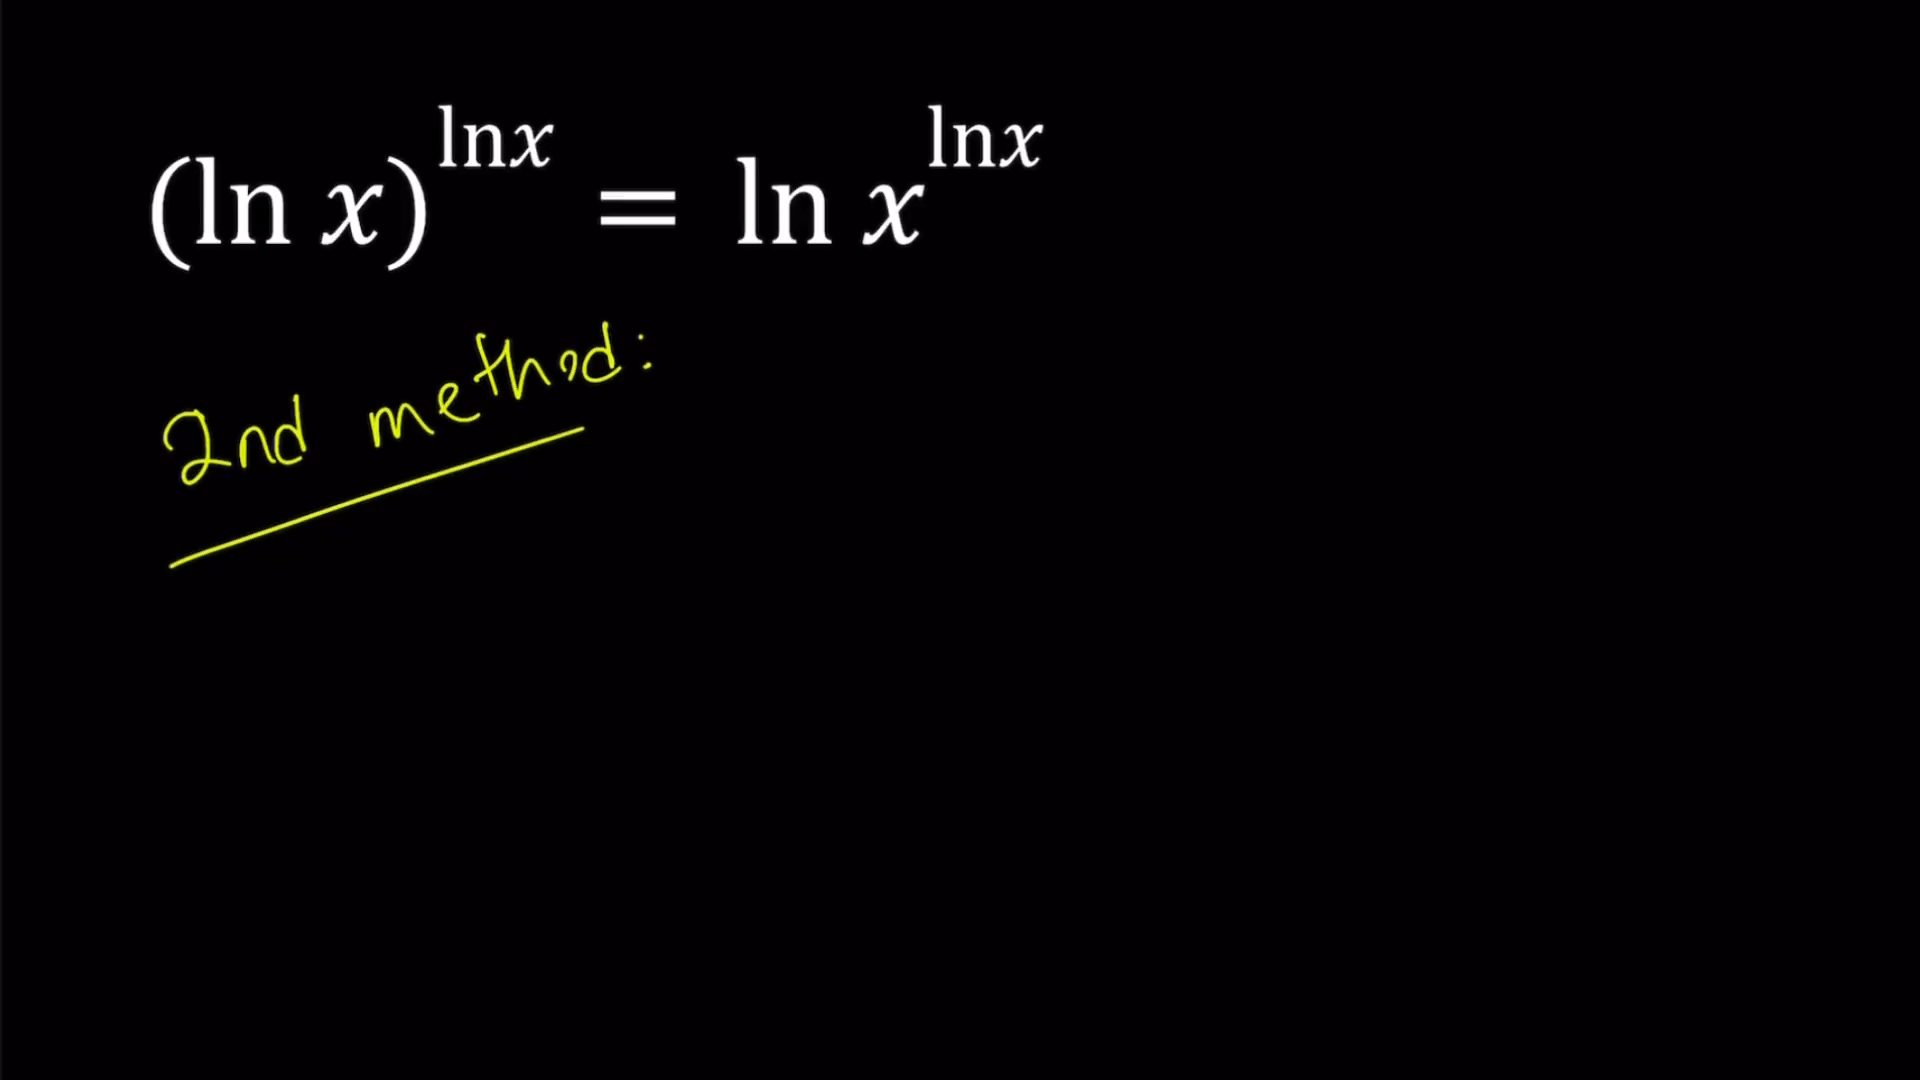 (ln x)^lnx = ln x^lnx
2nd method: